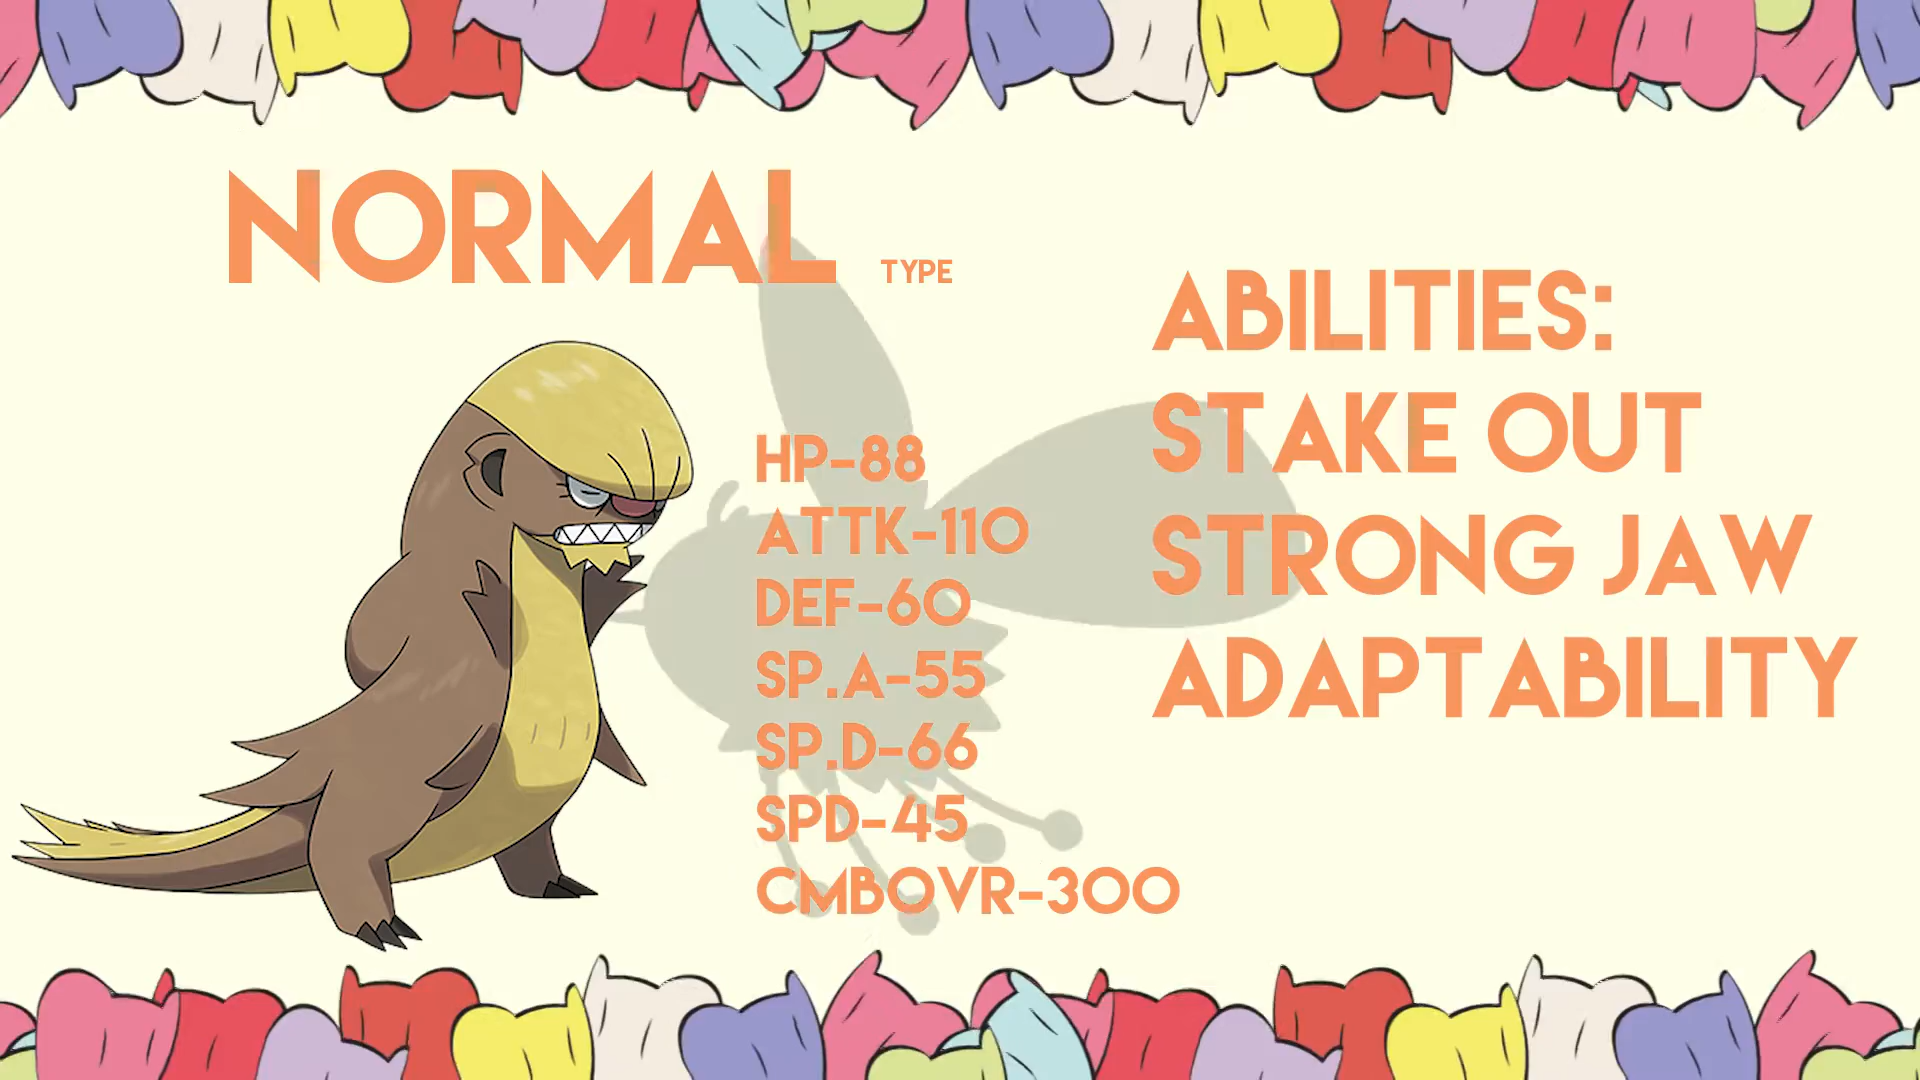 NORMAL TYPE
HP-88
ATTK-110
DEF-60
SP.A-55
SP.D-66
SPD-45
CMBOVR-300
ABILITIES:
STAKE OUT
STRONG JAW
ADAPTABILITY